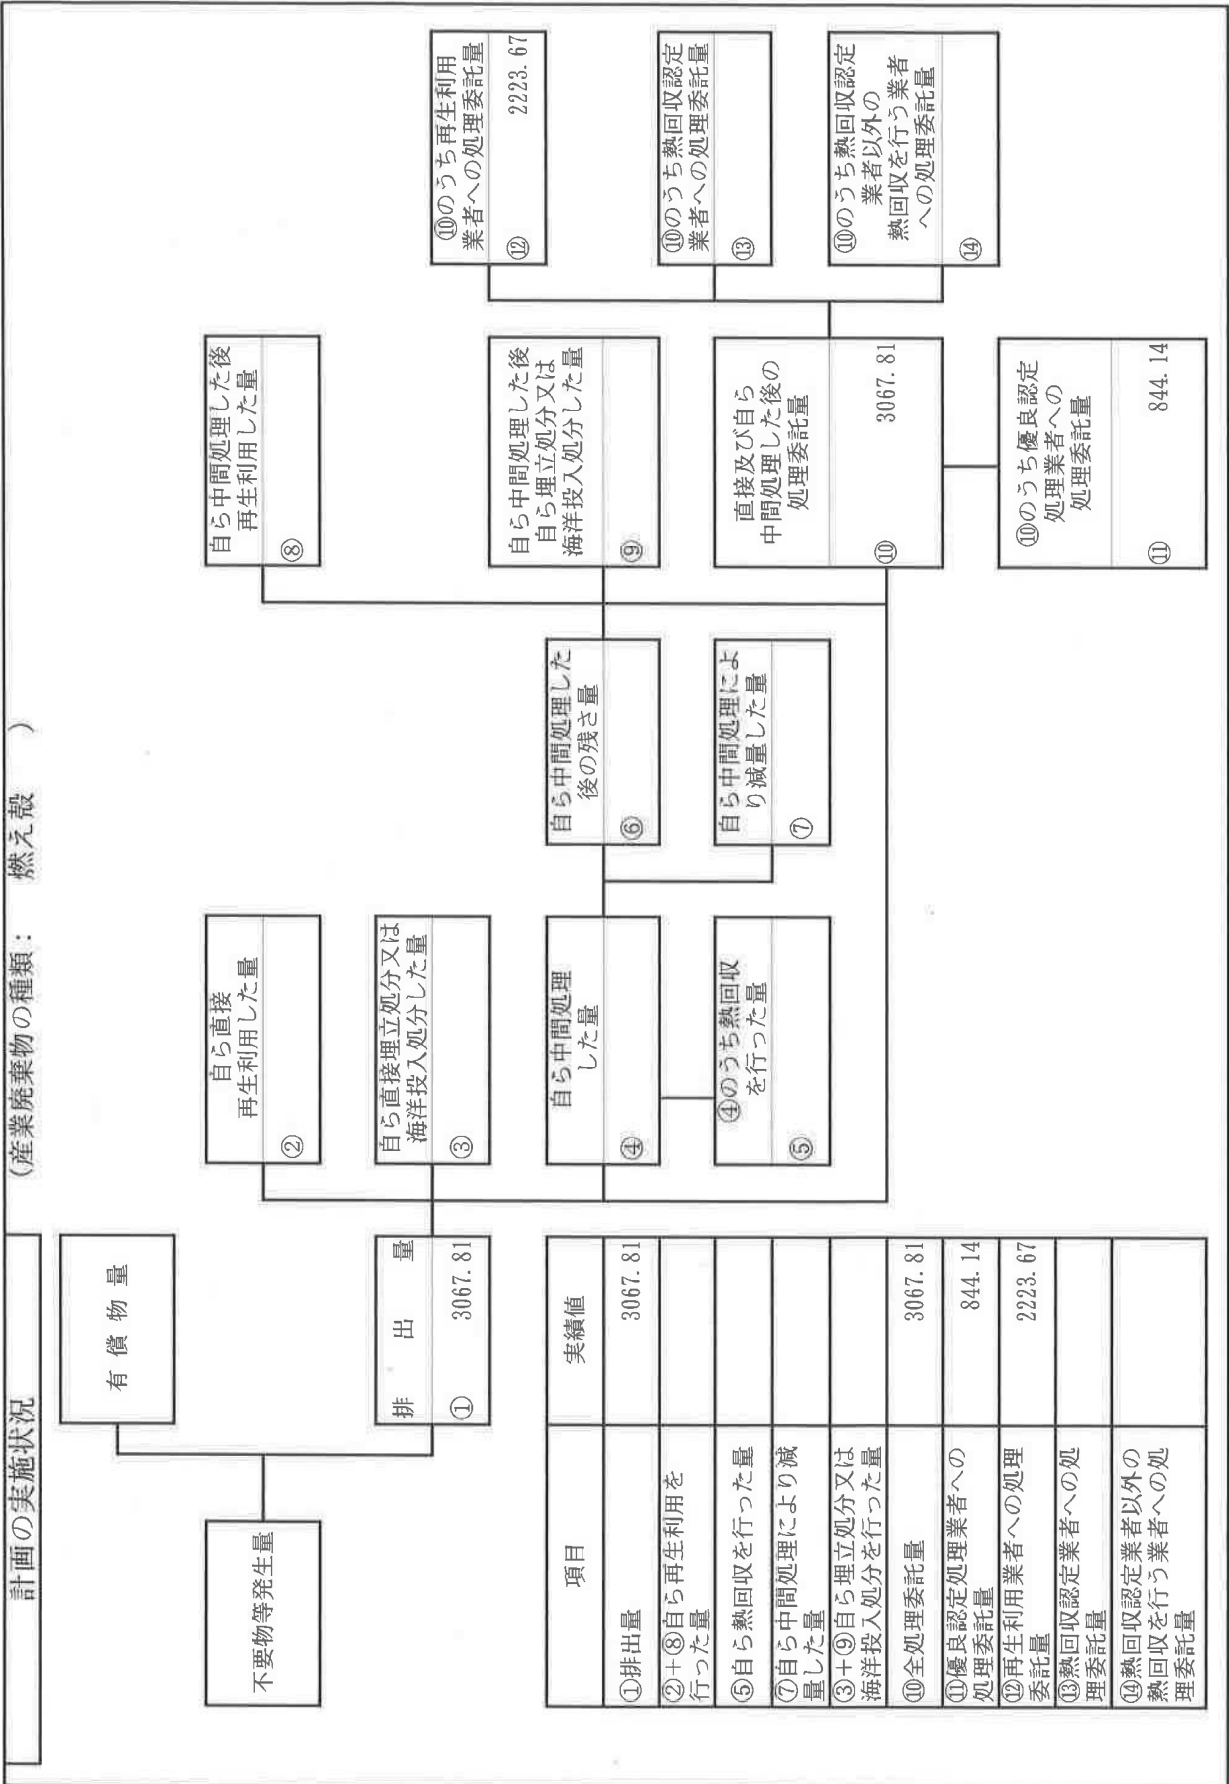 計画の実施状況
(産業廃棄物の種類： 燃え殻 )
不要物等発生量
有償物量
排出量
① 3067.81
自ら直接
再生利用した量
②
自ら直接埋立処分又は
海洋投入処分した量
③
自ら中間処理
した量
④
④のうち熱回収
を行った量
⑤
自ら中間処理した
後の残さ量
⑥
自ら中間処理によ
り減量した量
⑦
自ら中間処理した後
再生利用した量
⑧
自ら中間処理した後
自ら埋立処分又は
海洋投入処分した量
⑨
直接及び自ら
中間処理した後の
処理委託量
⑩ 3067.81
⑩のうち優良認定
処理業者への
処理委託量
⑪ 844.14
⑩のうち再生利用
業者への処理委託量
⑫ 2223.67
⑩のうち熱回収認定
業者への処理委託量
⑬
⑩のうち熱回収認定
業者以外の
熱回収を行う業者
への処理委託量
⑭
項目 実績値
①排出量 3067.81
②+⑧自ら再生利用を
行った量
⑤自ら熱回収を行った量
⑦自ら中間処理により減
量した量
③+⑨自ら埋立処分又は
海洋投入処分を行った量
⑩全処理委託量 3067.81
⑪優良認定処理業者への
処理委託量 844.14
⑫再生利用業者への処理
委託量 2223.67
⑬熱回収認定業者への処
理委託量
⑭熱回収認定業者以外の
熱回収を行う業者への処
理委託量